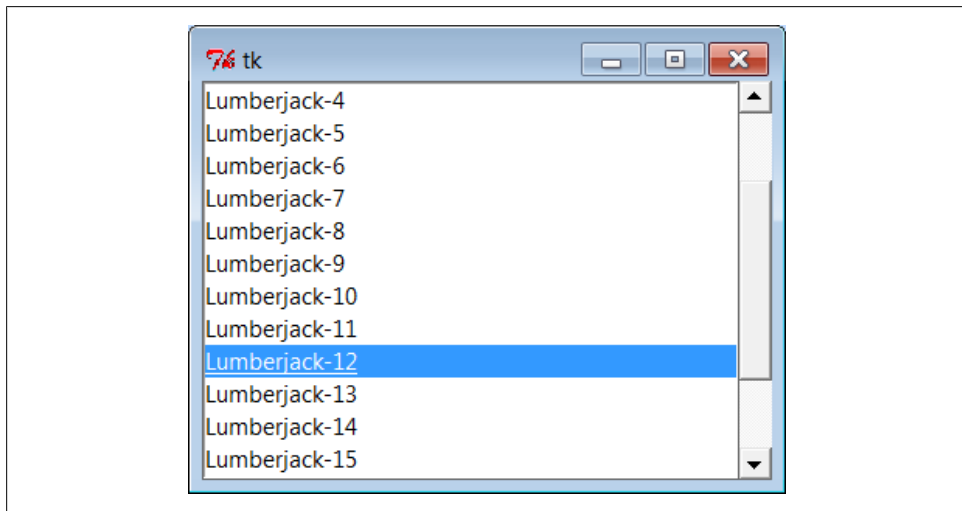 tk
Lumberjack-4
Lumberjack-5
Lumberjack-6
Lumberjack-7
Lumberjack-8
Lumberjack-9
Lumberjack-10
Lumberjack-11
Lumberjack-12
Lumberjack-13
Lumberjack-14
Lumberjack-15